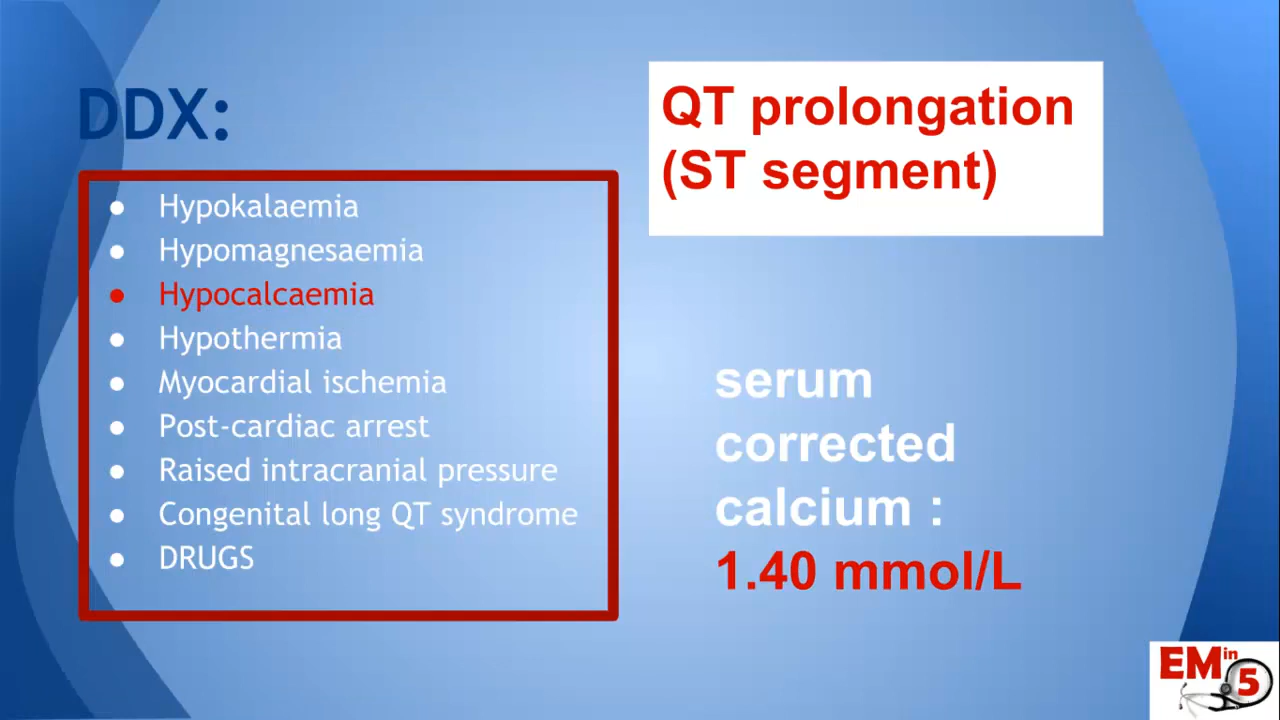 DDX:
QT prolongation
(ST segment)
● Hypokalaemia
● Hypomagnesaemia
● Hypocalcaemia
● Hypothermia
● Myocardial ischemia
● Post-cardiac arrest
● Raised intracranial pressure
● Congenital long QT syndrome
● DRUGS
serum
corrected
calcium :
1.40 mmol/L
EM in 5